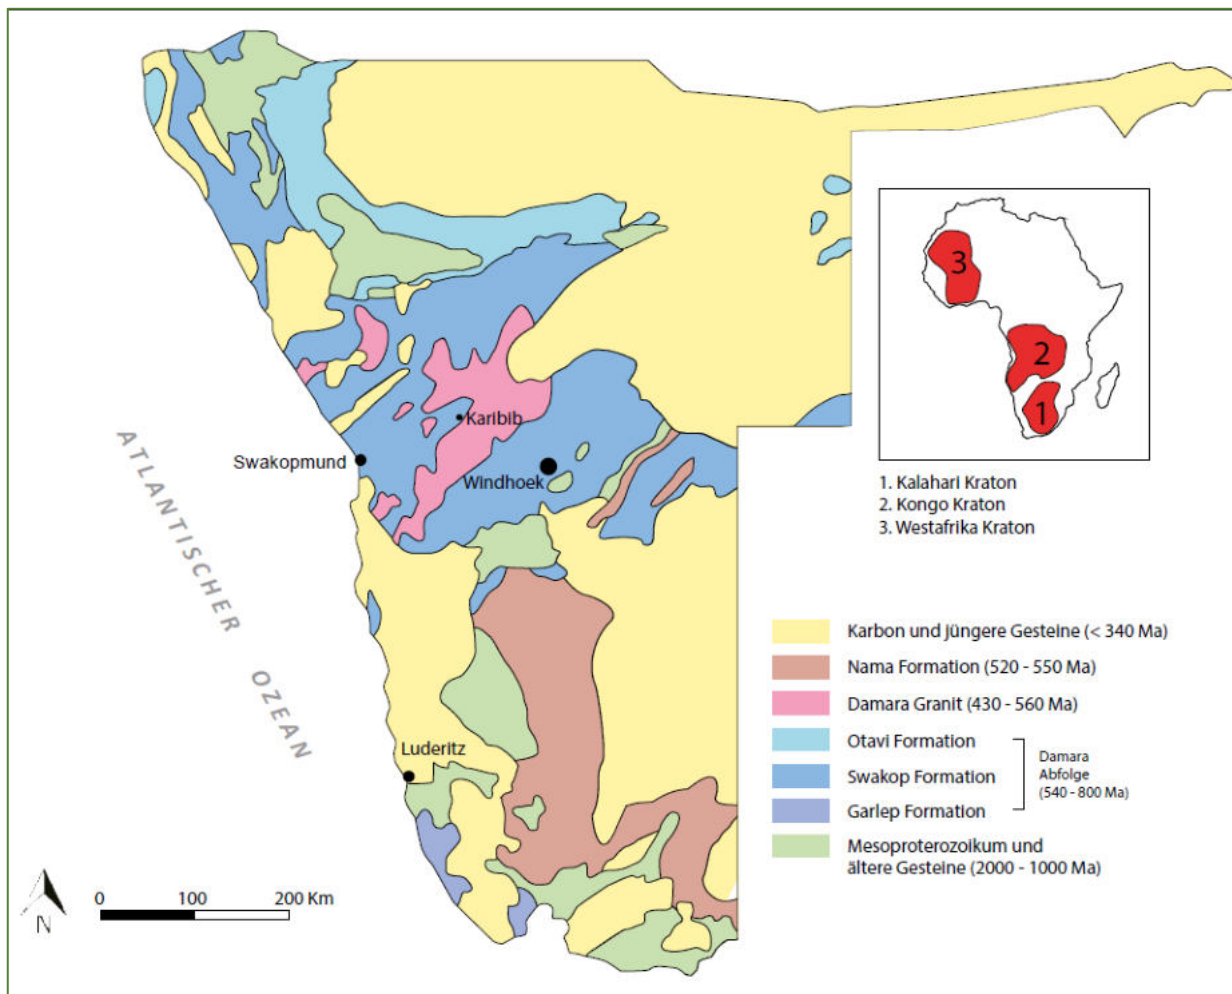 Karibib
Swakopmund
Windhoek
ATLANTISCHER OZEAN
Luderitz
N
0 100 200 Km
3
2
1
1. Kalahari Kraton
2. Kongo Kraton
3. Westafrika Kraton
Karbon und jüngere Gesteine (< 340 Ma)
Nama Formation (520 - 550 Ma)
Damara Granit (430 - 560 Ma)
Otavi Formation
Swakop Formation
Garlep Formation
Damara
Abfolge
(540 - 800 Ma)
Mesoproterozoikum und
ältere Gesteine (2000 - 1000 Ma)